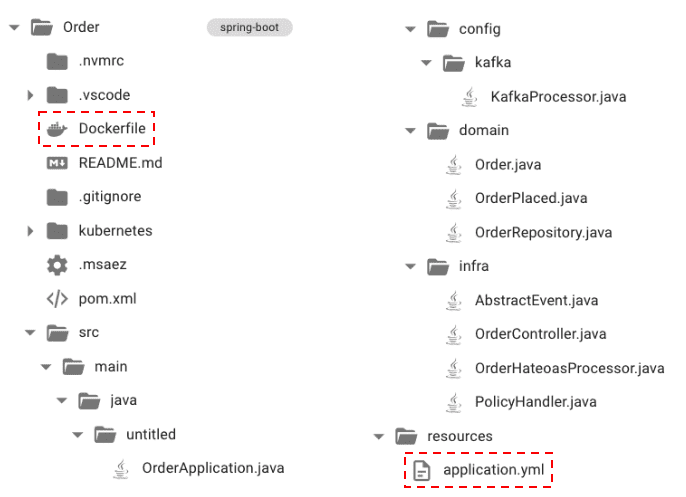 Order
spring-boot
.nvmrc
.vscode
Dockerfile
README.md
.gitignore
kubernetes
.msaez
pom.xml
src
main
java
untitled
OrderApplication.java
config
kafka
KafkaProcessor.java
domain
Order.java
OrderPlaced.java
OrderRepository.java
infra
AbstractEvent.java
OrderController.java
OrderHateoasProcessor.java
PolicyHandler.java
resources
application.yml